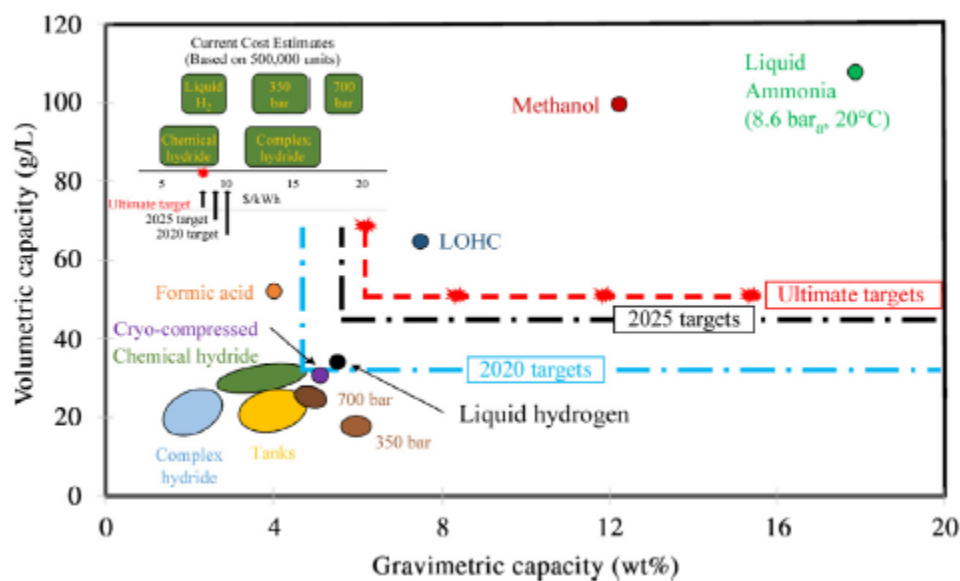 120
100
80
60
40
20
0
0
4
8
12
16
20
Volumetric capacity (g/L)
Gravimetric capacity (wt%)
Current Cost Estimates
(Based on 500,000 units)
Liquid
H₂
350
bar
700
bar
Chemical
hydride
Complex
hydride
5
10
15
20
$/kWh
Ultimate target
2025 target
2020 target
Methanol
Liquid
Ammonia
(8.6 barₐ, 20°C)
LOHC
Formic acid
Ultimate targets
2025 targets
2020 targets
Cryo-compressed
Chemical hydride
Liquid hydrogen
700 bar
350 bar
Complex
hydride
Tanks